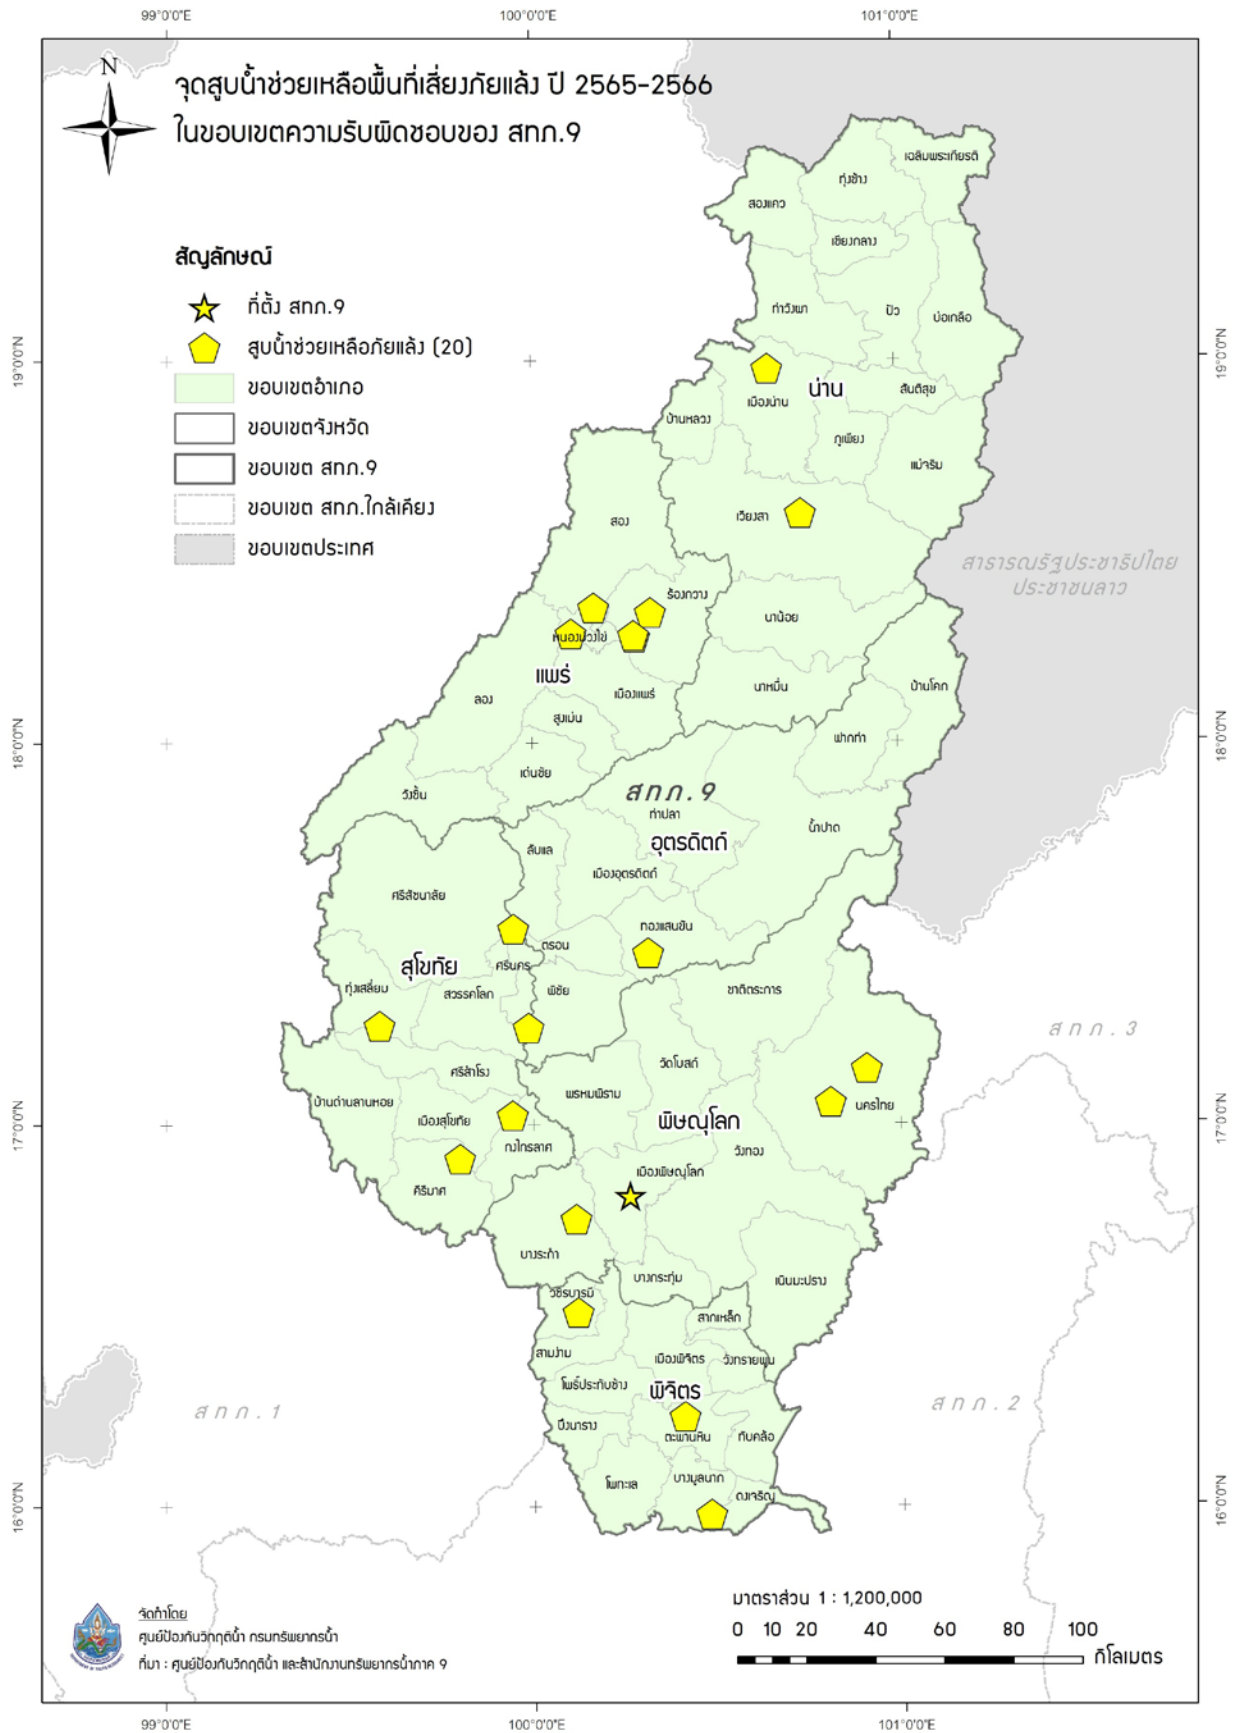 99°0'0"E 100°0'0"E 101°0'0"E
N
จุดสูบน้ำช่วยเหลือพื้นที่เสี่ยงภัยแล้ง ปี 2565-2566
ในขอบเขตความรับผิดชอบของ สทภ.9
สัญลักษณ์
ที่ตั้ง สทภ.9
สูบน้ำช่วยเหลือภัยแล้ง (20)
ขอบเขตอำเภอ
ขอบเขตจังหวัด
ขอบเขต สทภ.9
ขอบเขต สทภ.ใกล้เคียง
ขอบเขตประเทศ
เฉลิมพระเกียรติ
ทุ่งช้าง
สองแคว
เชียงกลาง
ท่าวังผา
ปัว
บ่อเกลือ
19°0'0"N
19°0'0"N
น่าน
สันติสุข
เมืองน่าน
บ้านหลวง
ภูเพียง
แม่จริม
เวียงสา
สอง
สาธารณรัฐประชาธิปไตย
ประชาชนลาว
ร้องกวาง
นาน้อย
หนองม่วงไข่
แพร่
เมืองแพร่
นาหมื่น
บ้านโคก
ลอง
สูงเม่น
18°0'0"N
18°0'0"N
ฟากท่า
เด่นชัย
วังชิ้น
สทภ.9
ท่าปลา
น้ำปาด
อุตรดิตถ์
ลับแล
เมืองอุตรดิตถ์
ศรีสัชนาลัย
ทองแสนขัน
ตรอน
ศรีนคร
สุโขทัย
ทุ่งเสลี่ยม
สวรรคโลก
พิชัย
ชาติตระการ
สทภ.3
วัดโบสถ์
ศรีสำโรง
พรหมพิราม
บ้านด่านลานหอย
นครไทย
เมืองสุโขทัย
พิษณุโลก
17°0'0"N
17°0'0"N
กงไกรลาศ
วังทอง
เมืองพิษณุโลก
คีรีมาศ
บางระกำ
บางกระทุ่ม
เนินมะปราง
วชิรบารมี
สากเหล็ก
สามง่าม
เมืองพิจิตร
วังทรายพูน
โพธิ์ประทับช้าง
พิจิตร
สทภ.1
สทภ.2
บึงนาราง
ตะพานหิน
ทับคล้อ
โพทะเล
บางมูลนาก
ดงเจริญ
16°0'0"N
16°0'0"N
มาตราส่วน 1 : 1,200,000
0 10 20 40 60 80 100
กิโลเมตร
จัดทำโดย
ศูนย์ป้องกันวิกฤติน้ำ กรมทรัพยากรน้ำ
ที่มา : ศูนย์ป้องกันวิกฤติน้ำ และสำนักงานทรัพยากรน้ำภาค 9
99°0'0"E 100°0'0"E 101°0'0"E